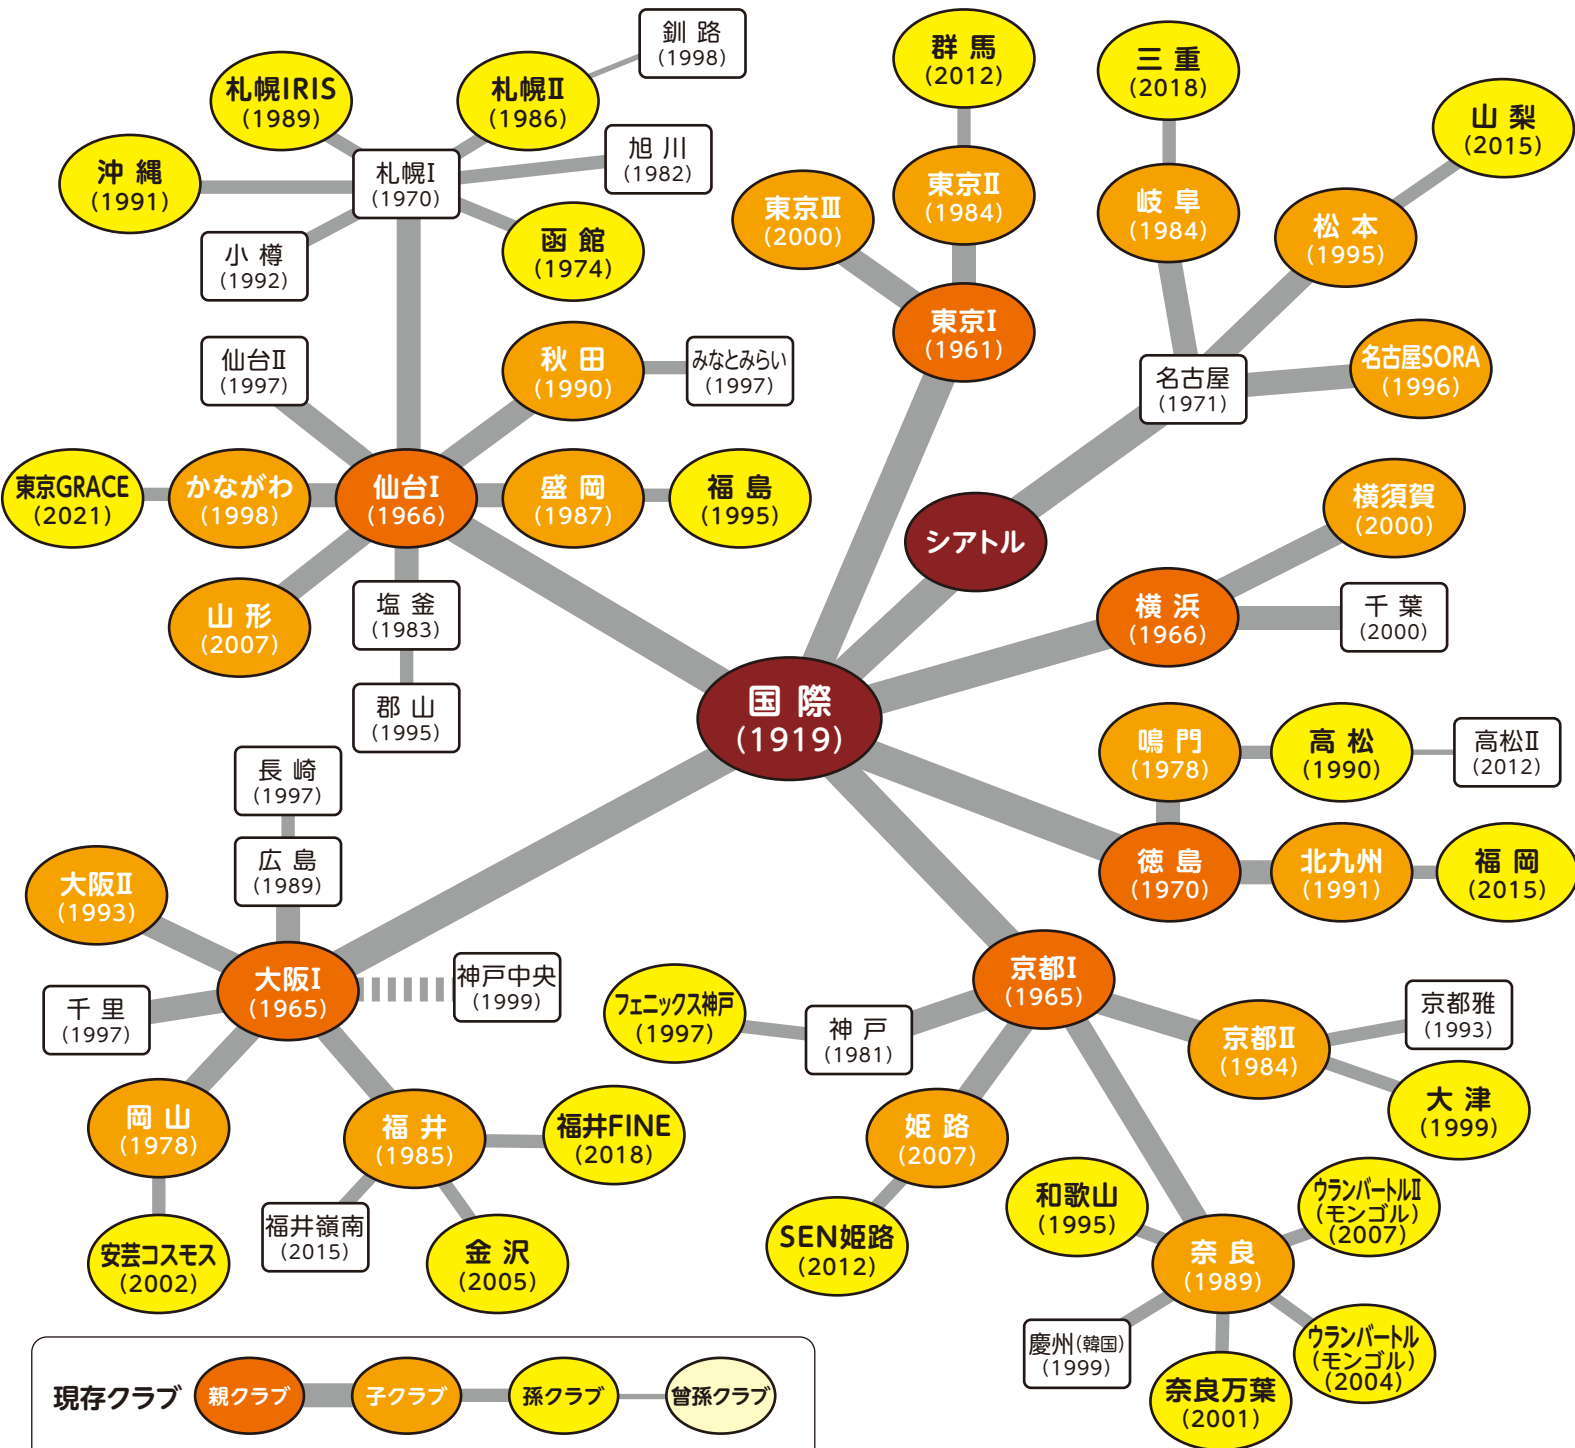 釧 路
(1998)
群 馬
(2012)
三 重
(2018)
札幌IRIS
(1989)
札幌Ⅱ
(1986)
山 梨
(2015)
旭 川
(1982)
沖 縄
(1991)
札幌Ⅰ
(1970)
東京Ⅲ
(2000)
東京Ⅱ
(1984)
岐 阜
(1984)
松 本
(1995)
小 樽
(1992)
函 館
(1974)
東京Ⅰ
(1961)
仙台Ⅱ
(1997)
秋 田
(1990)
みなとみらい
(1997)
名古屋
(1971)
名古屋SORA
(1996)
東京GRACE
(2021)
かながわ
(1998)
仙台Ⅰ
(1966)
盛 岡
(1987)
福 島
(1995)
シアトル
横須賀
(2000)
山 形
(2007)
塩 釜
(1983)
横 浜
(1966)
千 葉
(2000)
郡 山
(1995)
国 際
(1919)
鳴 門
(1978)
高 松
(1990)
高松Ⅱ
(2012)
長 崎
(1997)
広 島
(1989)
大阪Ⅱ
(1993)
徳 島
(1970)
北九州
(1991)
福 岡
(2015)
大阪Ⅰ
(1965)
神戸中央
(1999)
千 里
(1997)
フェニックス神戸
(1997)
神 戸
(1981)
京都Ⅰ
(1965)
京都Ⅱ
(1984)
京都雅
(1993)
大 津
(1999)
岡 山
(1978)
福 井
(1985)
福井FINE
(2018)
姫 路
(2007)
和歌山
(1995)
ウランバートルⅡ
(モンゴル)
(2007)
安芸コスモス
(2002)
福井嶺南
(2015)
金 沢
(2005)
SEN姫路
(2012)
奈 良
(1989)
慶州(韓国)
(1999)
奈良万葉
(2001)
ウランバートル
(モンゴル)
(2004)
現存クラブ
親クラブ
子クラブ
孫クラブ
曾孫クラブ